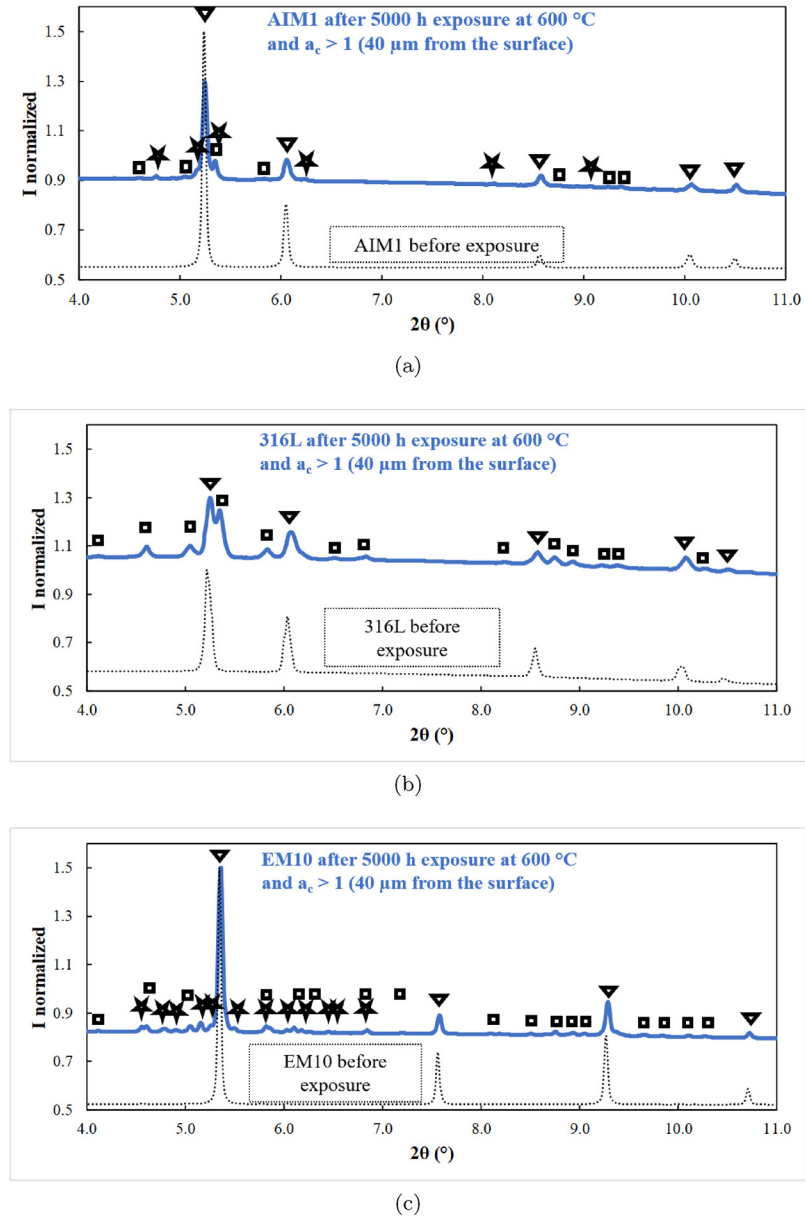 AIM1 after 5000 h exposure at 600 °C
and a_c > 1 (40 µm from the surface)
1.5
1.3
1.1
0.9
0.7
0.5
I normalized
AIM1 before exposure
4.0 5.0 6.0 7.0 8.0 9.0 10.0 11.0
2θ (°)
(a)
316L after 5000 h exposure at 600 °C
and a_c > 1 (40 µm from the surface)
1.5
1.3
1.1
0.9
0.7
0.5
I normalized
316L before
exposure
4.0 5.0 6.0 7.0 8.0 9.0 10.0 11.0
2θ (°)
(b)
EM10 after 5000 h exposure at 600 °C
and a_c > 1 (40 µm from the surface)
1.5
1.3
1.1
0.9
0.7
0.5
I normalized
EM10 before
exposure
4.0 5.0 6.0 7.0 8.0 9.0 10.0 11.0
2θ (°)
(c)